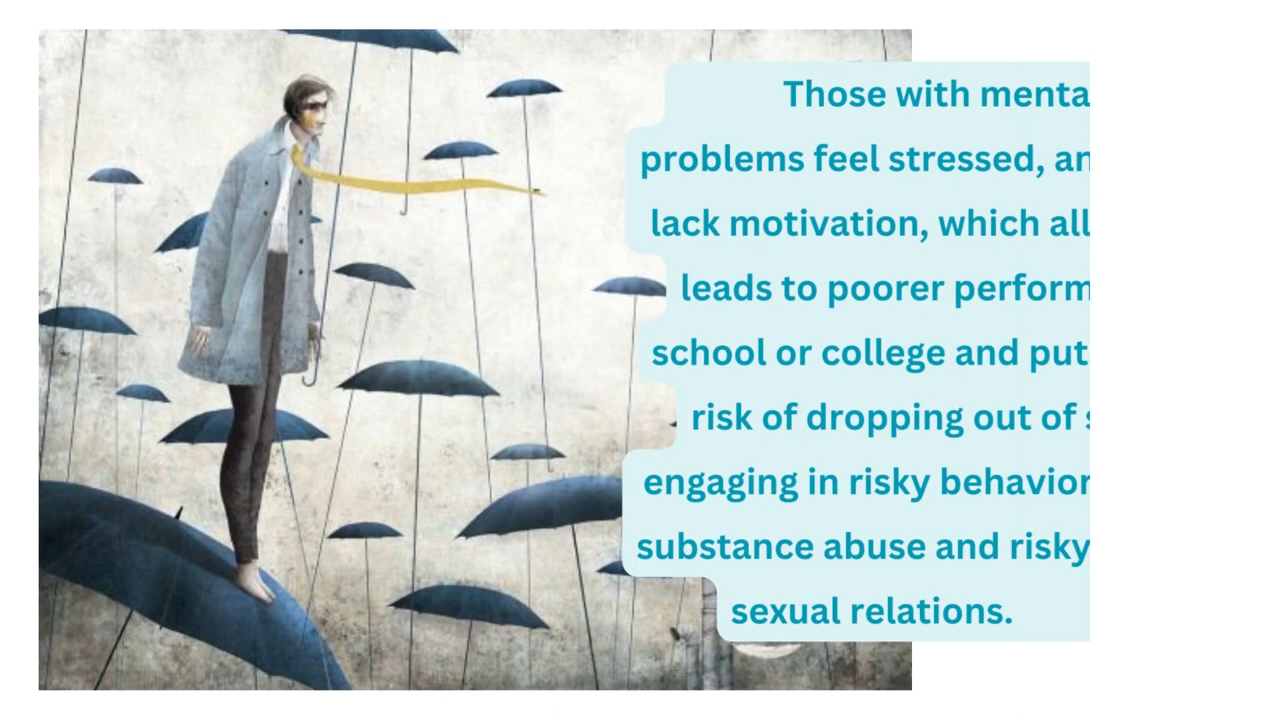 Those with menta
problems feel stressed, an
lack motivation, which all
leads to poorer perform
school or college and put
risk of dropping out of
engaging in risky behavior
substance abuse and risky
sexual relations.